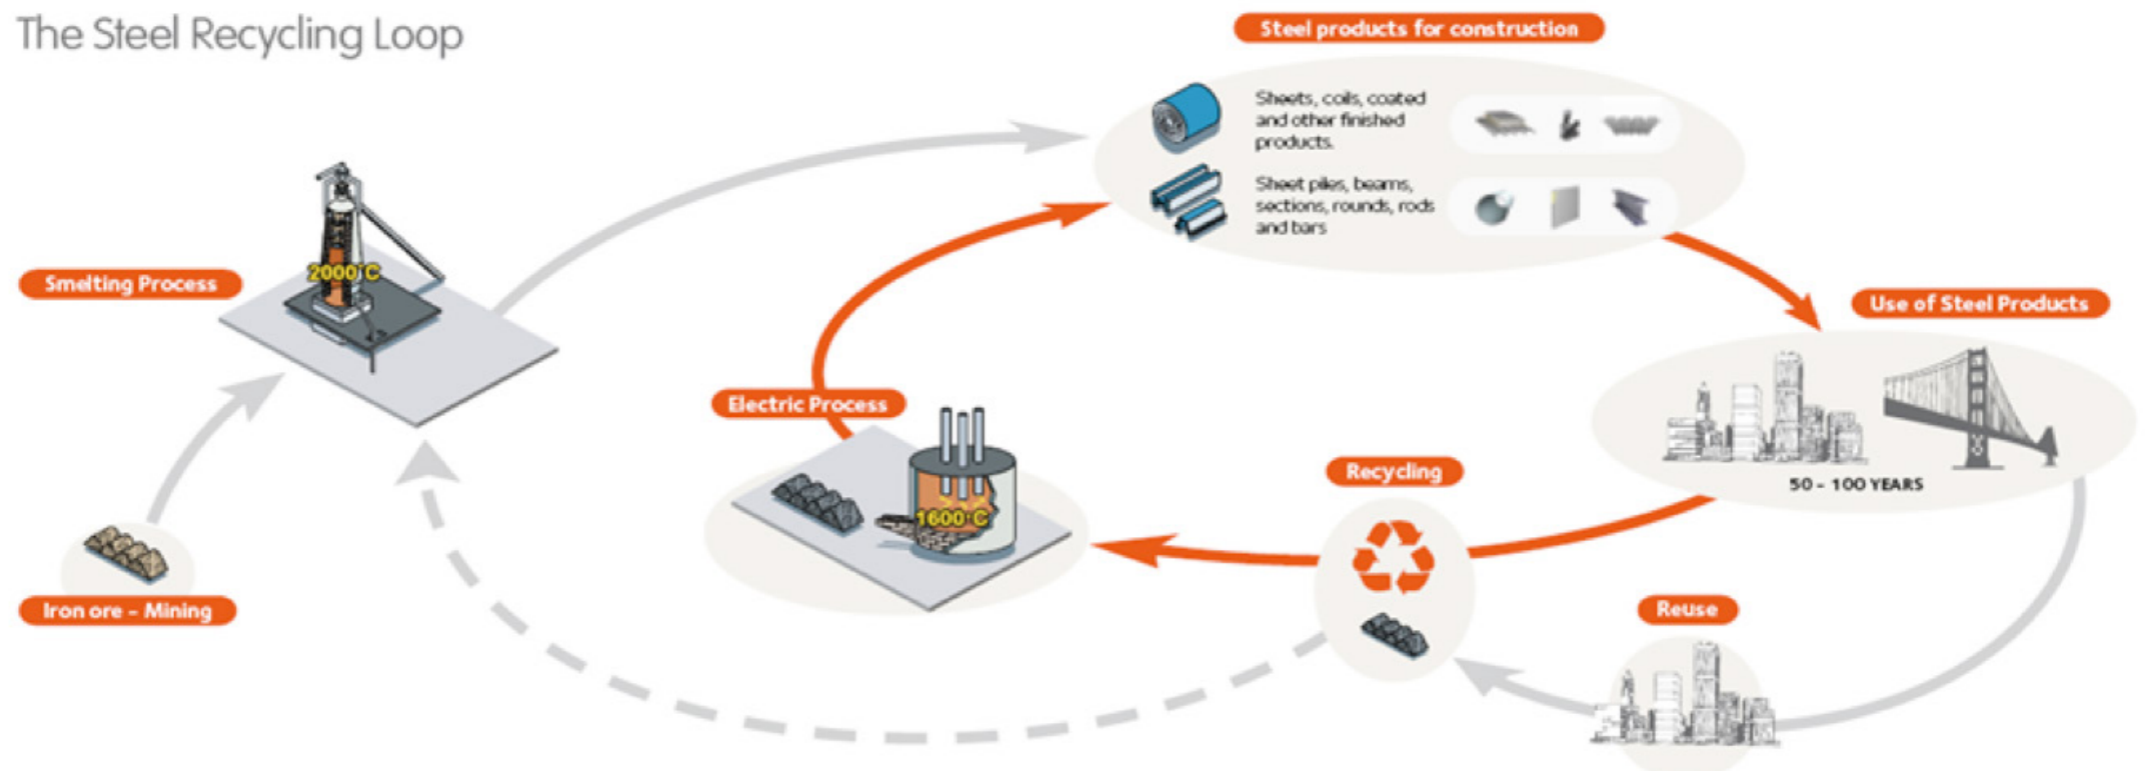 The Steel Recycling Loop
Steel products for construction
Sheets, coils, coated
and other finished
products.
Sheet piles, beams,
sections, rounds, rods
and bars
Smelting Process
2000°C
Use of Steel Products
50 - 100 YEARS
Electric Process
1600°C
Recycling
Iron ore - Mining
Reuse